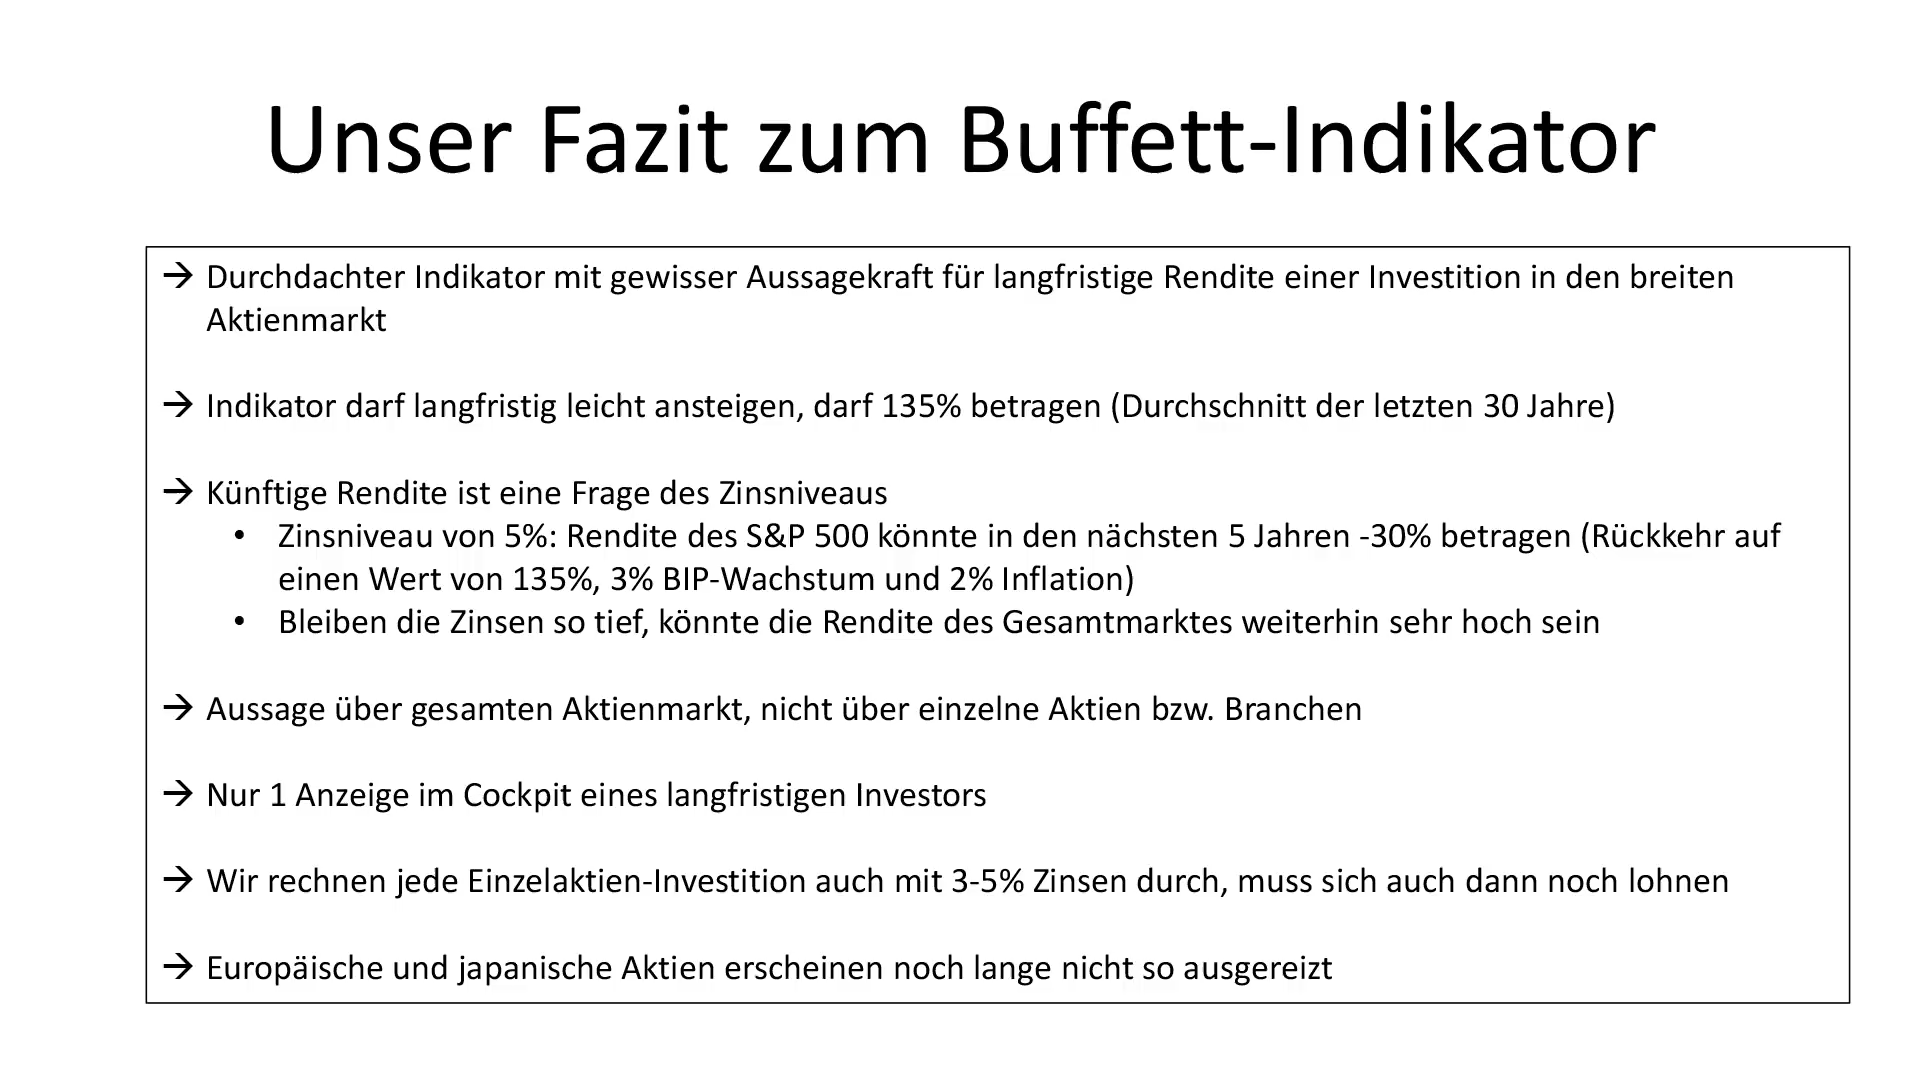 Unser Fazit zum Buffett-Indikator
→ Durchdachter Indikator mit gewisser Aussagekraft für langfristige Rendite einer Investition in den breiten
Aktienmarkt
→ Indikator darf langfristig leicht ansteigen, darf 135% betragen (Durchschnitt der letzten 30 Jahre)
→ Künftige Rendite ist eine Frage des Zinsniveaus
• Zinsniveau von 5%: Rendite des S&P 500 könnte in den nächsten 5 Jahren -30% betragen (Rückkehr auf
einen Wert von 135%, 3% BIP-Wachstum und 2% Inflation)
• Bleiben die Zinsen so tief, könnte die Rendite des Gesamtmarktes weiterhin sehr hoch sein
→ Aussage über gesamten Aktienmarkt, nicht über einzelne Aktien bzw. Branchen
→ Nur 1 Anzeige im Cockpit eines langfristigen Investors
→ Wir rechnen jede Einzelaktien-Investition auch mit 3-5% Zinsen durch, muss sich auch dann noch lohnen
→ Europäische und japanische Aktien erscheinen noch lange nicht so ausgereizt